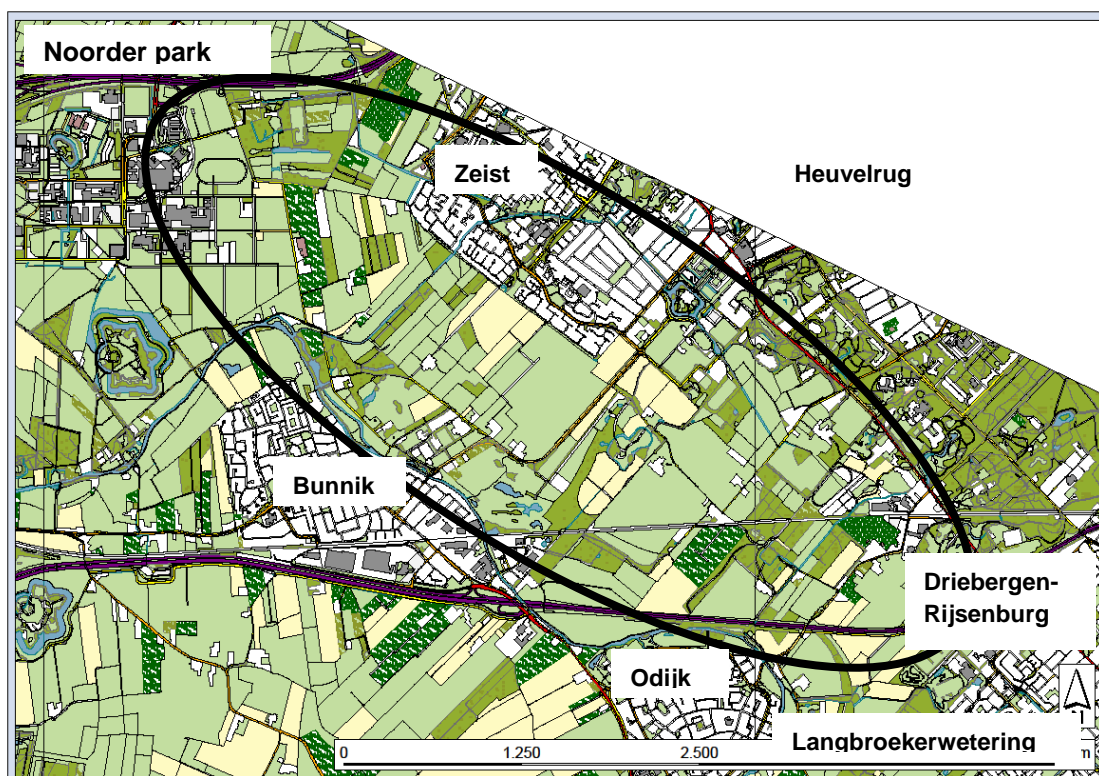 Noorder park
Zeist
Heuvelrug
Bunnik
Driebergen-
Rijsenburg
Odijk
Langbroekerwetering
0 1.250 2.500 m
N